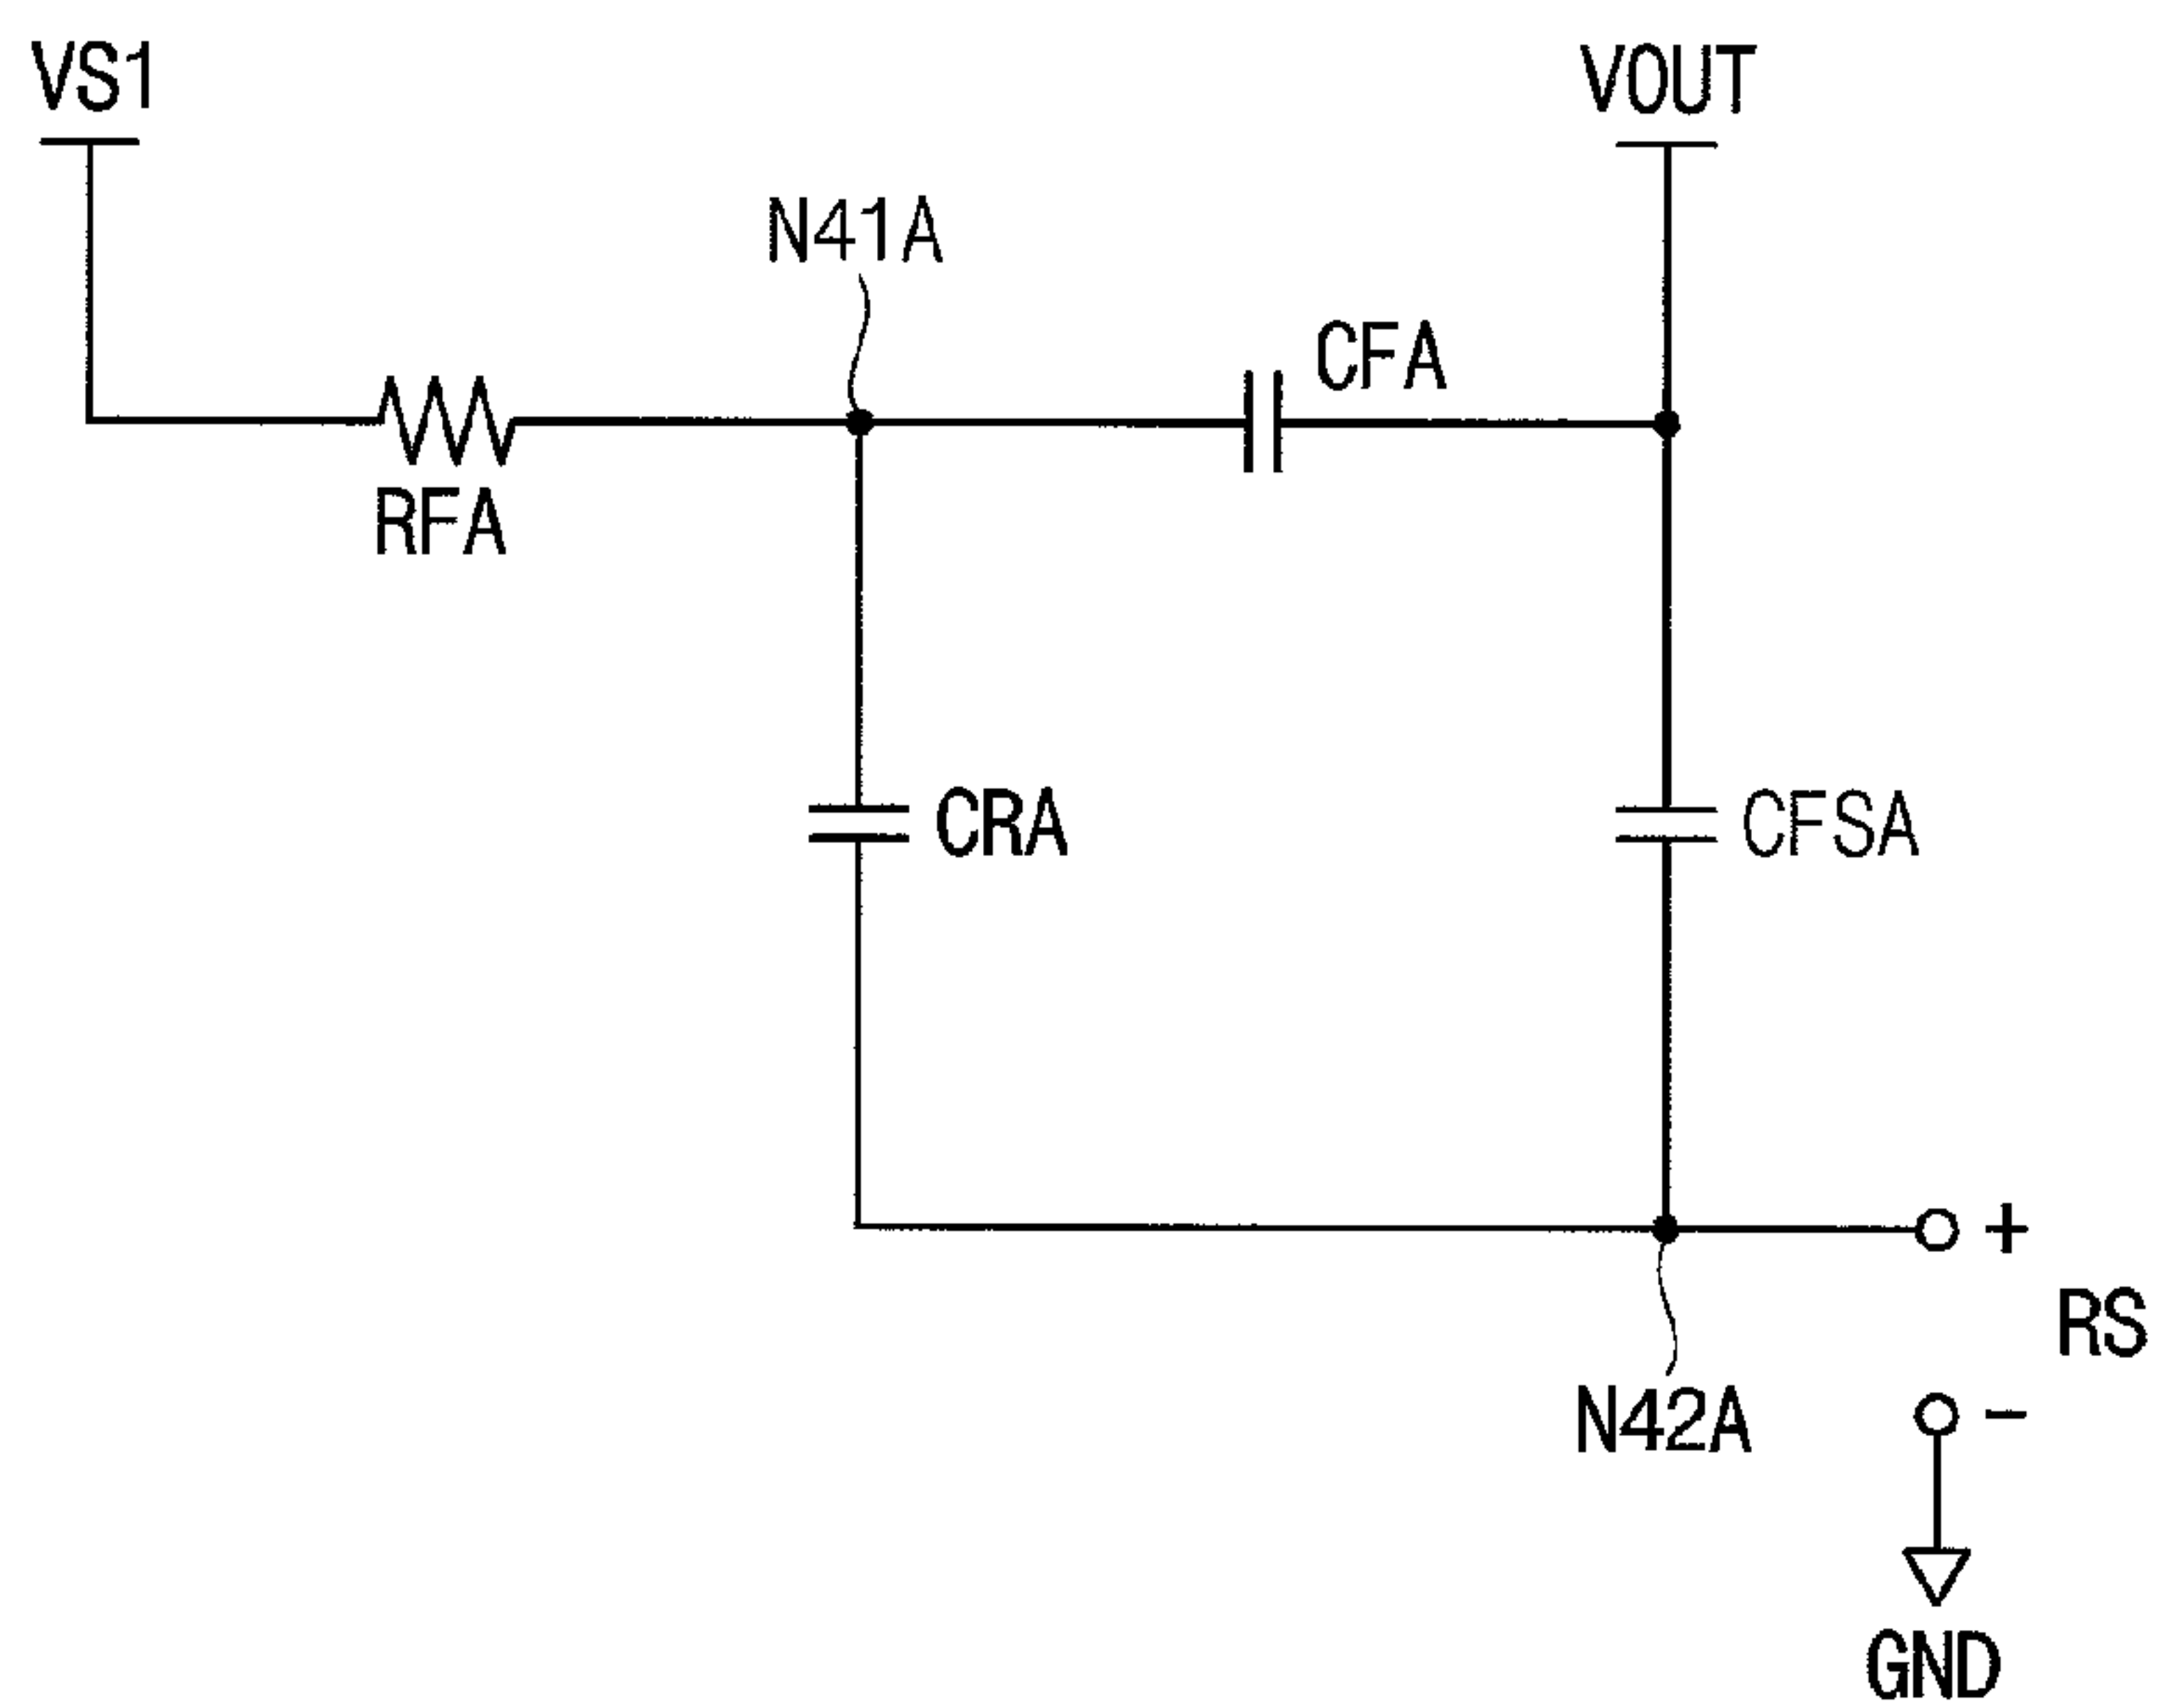 VS1
VOUT
N41A
CFA
RFA
CRA
CFSA
+
RS
N42A
-
GND